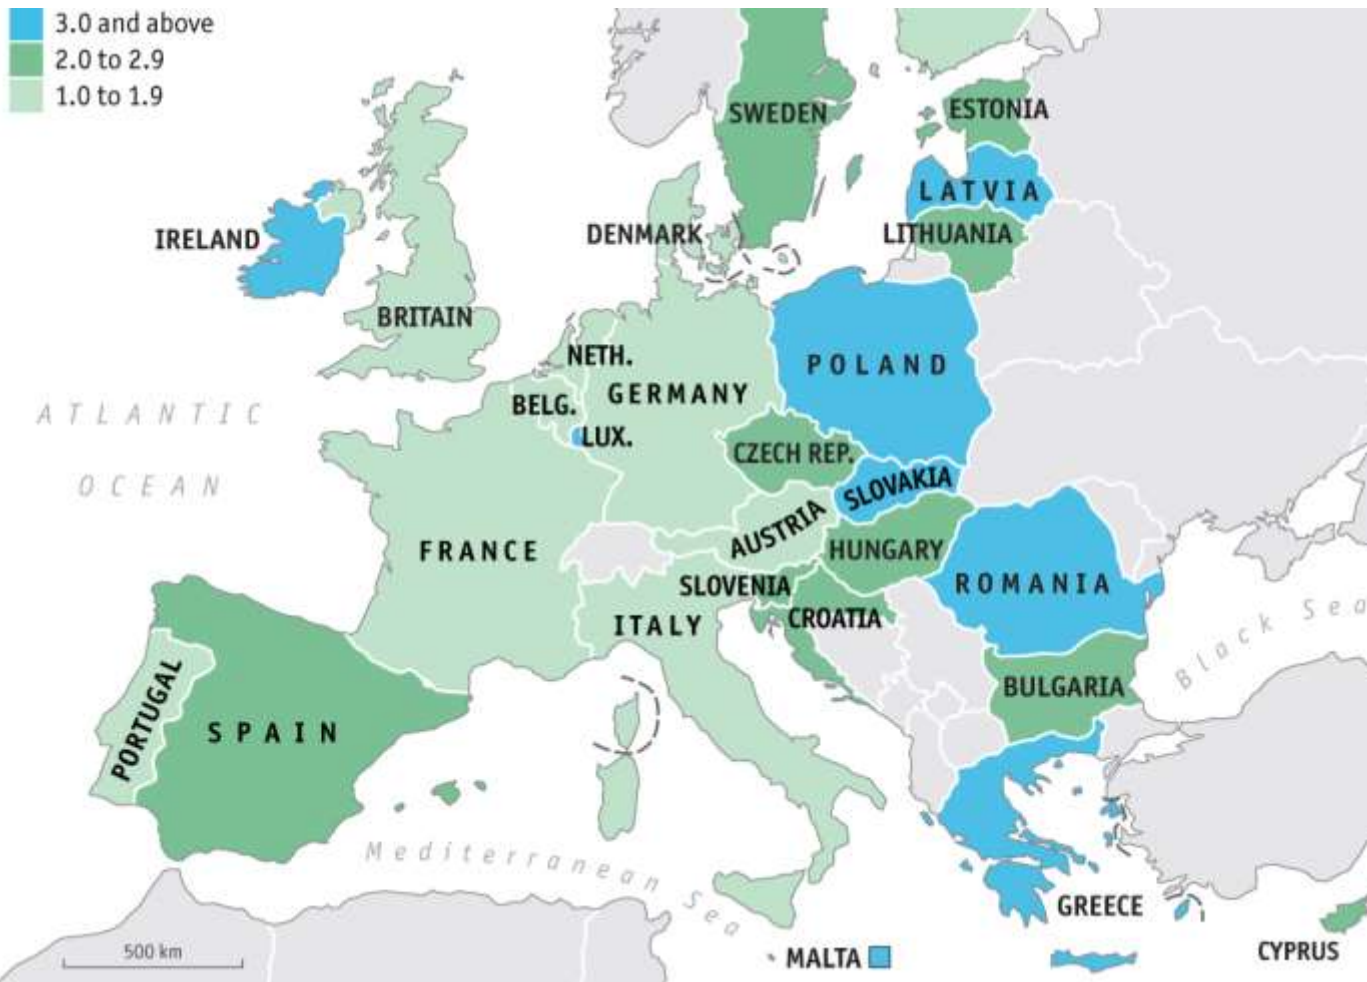 3.0 and above
2.0 to 2.9
1.0 to 1.9
SWEDEN
ESTONIA
LATVIA
LITHUANIA
DENMARK
IRELAND
BRITAIN
NETH.
POLAND
GERMANY
BELG.
LUX.
ATLANTIC
OCEAN
CZECH REP.
SLOVAKIA
AUSTRIA
HUNGARY
FRANCE
SLOVENIA
ROMANIA
CROATIA
ITALY
Black Sea
BULGARIA
PORTUGAL
SPAIN
Mediterranean Sea
GREECE
500 km
MALTA
CYPRUS